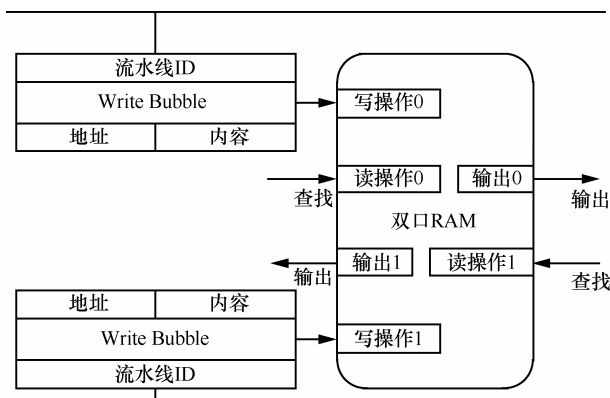 流水线ID
Write Bubble
地址 内容
写操作0
读操作0 输出0
查找
输出
双口RAM
输出1 读操作1
输出
查找
地址 内容
Write Bubble
写操作1
流水线ID